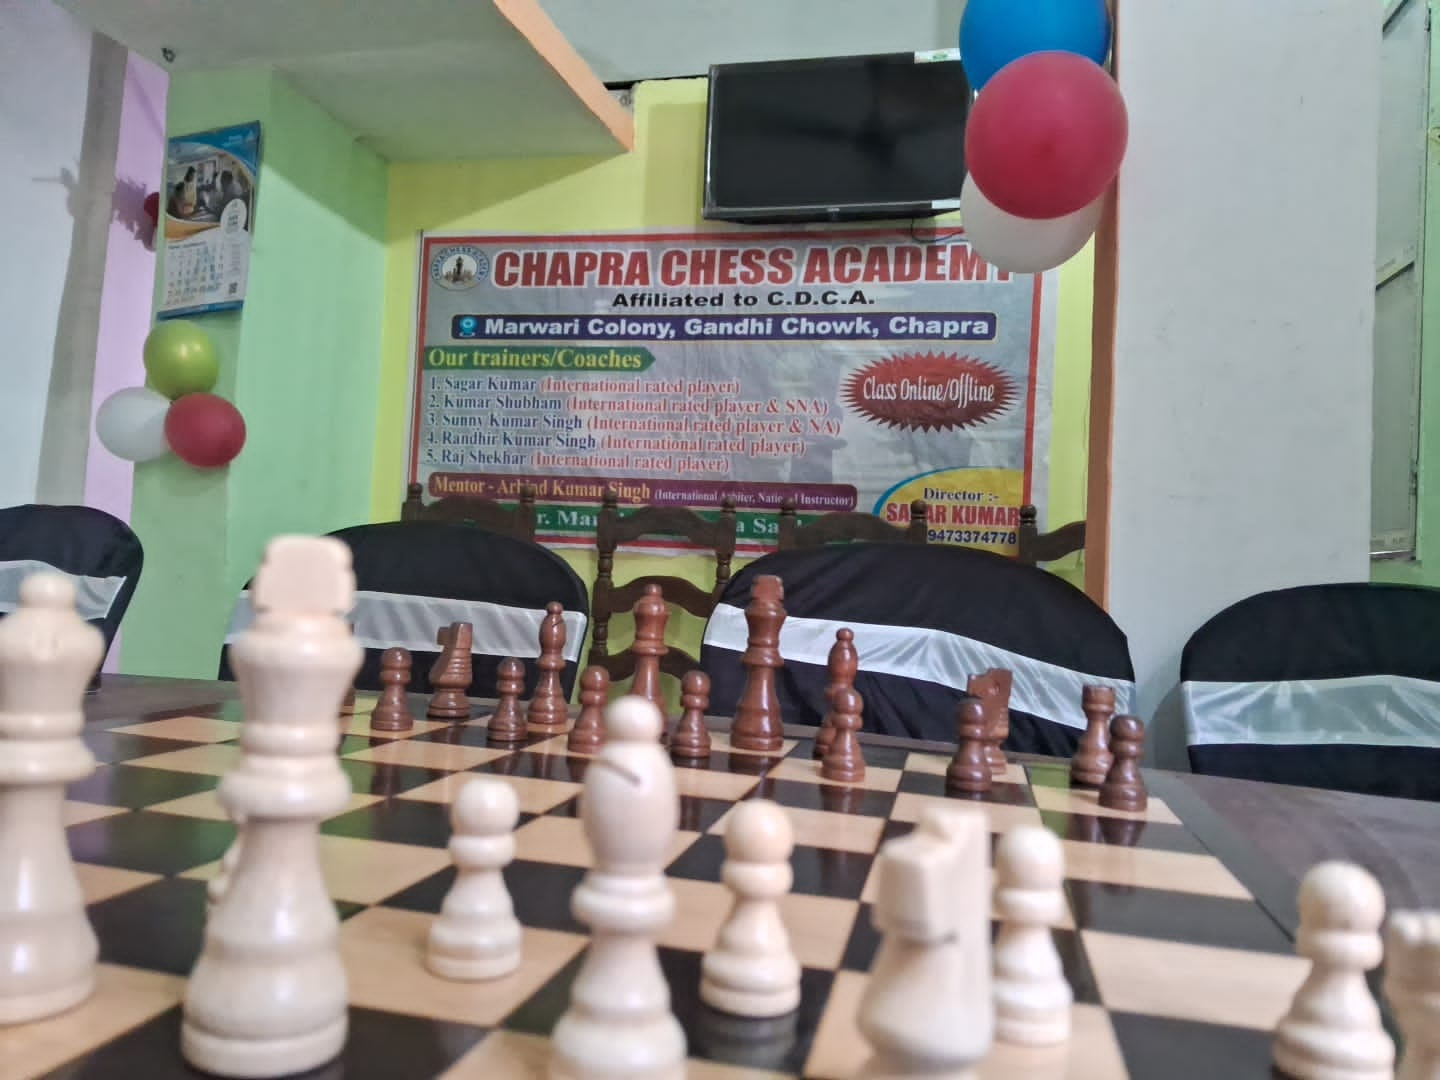 CHAPRA CHESS ACADEMY
Affiliated to C.D.C.A.
Marwari Colony, Gandhi Chowk, Chapra
Our trainers/Coaches
1. Sagar Kumar (International rated player)
2. Kumar Shubham (International rated player & SNA)
3. Sunny Kumar Singh (International rated player & NA)
4. Randhir Kumar Singh (International rated player)
5. Raj Shekhar (International rated player)
Class Online/Offline
Mentor - Arbind Kumar Singh (International Arbiter, National Instructor)
Director :-
SAGAR KUMAR
9473374778